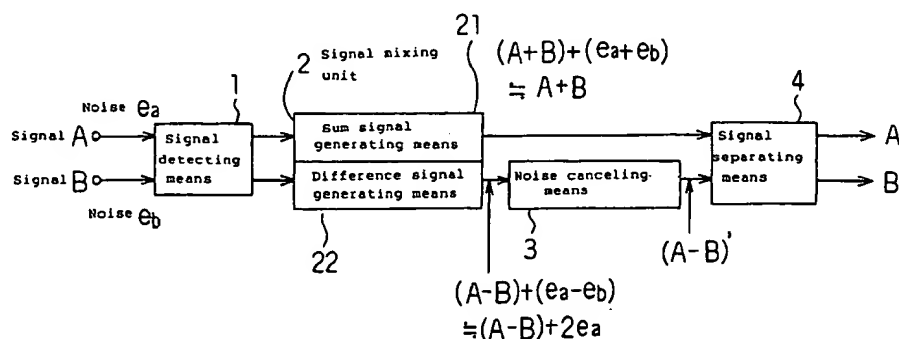 21
(A+B)+(ea+eb)
≒ A+B
2 Signal mixing
unit
1
4
Noise ea
Signal A
Signal
detecting
means
Sum signal
generating means
Signal
separating
means
A
Signal B
Difference signal
generating means
Noise canceling
means
B
Noise eb
22
3
(A-B)'
(A-B)+(ea-eb)
≒(A-B)+2ea